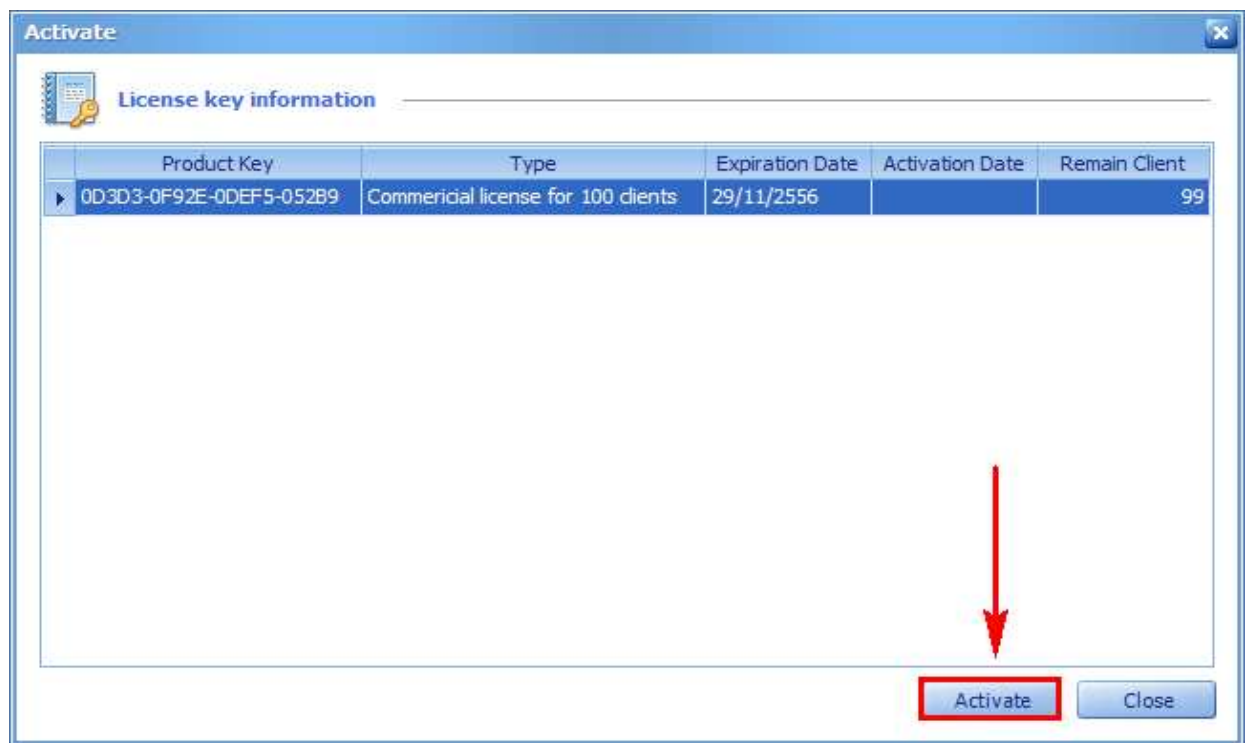 Activate
License key information
Product Key Type Expiration Date Activation Date Remain Client
0D3D3-0F92E-0DEF5-052B9 Commericial license for 100 clients 29/11/2556 99
Activate Close